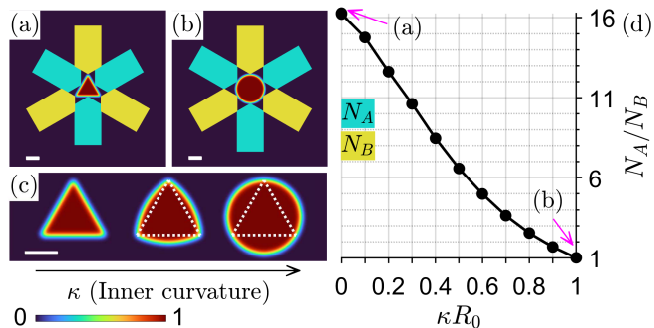 (a)
(b)
(c)
κ (Inner curvature)
0
1
N_A
N_B
(a)
(b)
(d)
16
11
6
1
N_A/N_B
0
0.2
0.4
0.6
0.8
1
κR_0